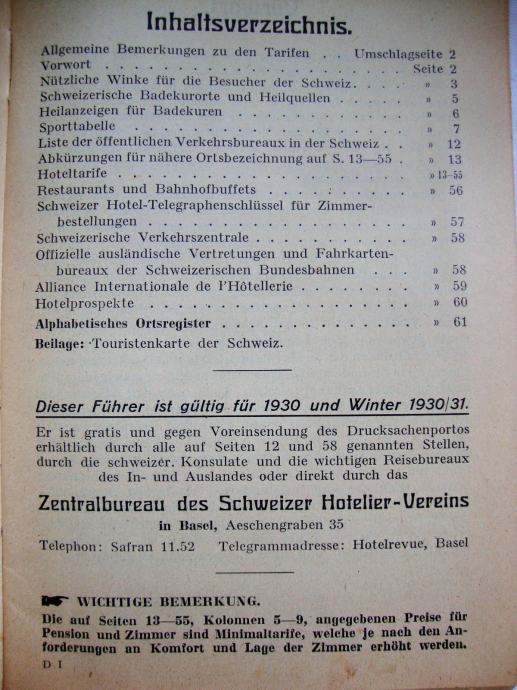 Inhaltsverzeichnis.
Allgemeine Bemerkungen zu den Tarifen . . Umschlagseite 2
Vorwort . . . . . . . . . . . . . . . . . . . . Seite 2
Nützliche Winke für die Besucher der Schweiz . . . . » 3
Schweizerische Badekurorte und Heilquellen . . . . . » 5
Heilanzeigen für Badekuren . . . . . . . . . . . . » 6
Sporttabelle . . . . . . . . . . . . . . . . . . » 7
Liste der öffentlichen Verkehrsbureaux in der Schweiz . . » 12
Abkürzungen für nähere Ortsbezeichnung auf S. 13—55 . » 13
Hoteltarife . . . . . . . . . . . . . . . . . . » 13-55
Restaurants und Bahnhofbuffets . . . . . . . . . . » 56
Schweizer Hotel-Telegraphenschlüssel für Zimmer-
bestellungen . . . . . . . . . . . . . . . . . » 57
Schweizerische Verkehrszentrale . . . . . . . . . . » 58
Offizielle ausländische Vertretungen und Fahrkarten-
bureaux der Schweizerischen Bundesbahnen . . . » 58
Alliance Internationale de l'Hôtellerie . . . . . . . . » 59
Hotelprospekte . . . . . . . . . . . . . . . . . » 60
Alphabetisches Ortsregister . . . . . . . . . . . . » 61
Beilage: Touristenkarte der Schweiz.
Dieser Führer ist gültig für 1930 und Winter 1930/31.
Er ist gratis und gegen Voreinsendung des Drucksachenportos
erhältlich durch alle auf Seiten 12 und 58 genannten Stellen,
durch die schweizer. Konsulate und die wichtigen Reisebureaux
des In- und Auslandes oder direkt durch das
Zentralbureau des Schweizer Hotelier-Vereins
in Basel, Aeschengraben 35
Telephon: Safran 11.52 Telegrammadresse: Hotelrevue, Basel
WICHTIGE BEMERKUNG.
Die auf Seiten 13—55, Kolonnen 5—9, angegebenen Preise für
Pension und Zimmer sind Minimaltarife, welche je nach den An-
forderungen an Komfort und Lage der Zimmer erhöht werden.
D I